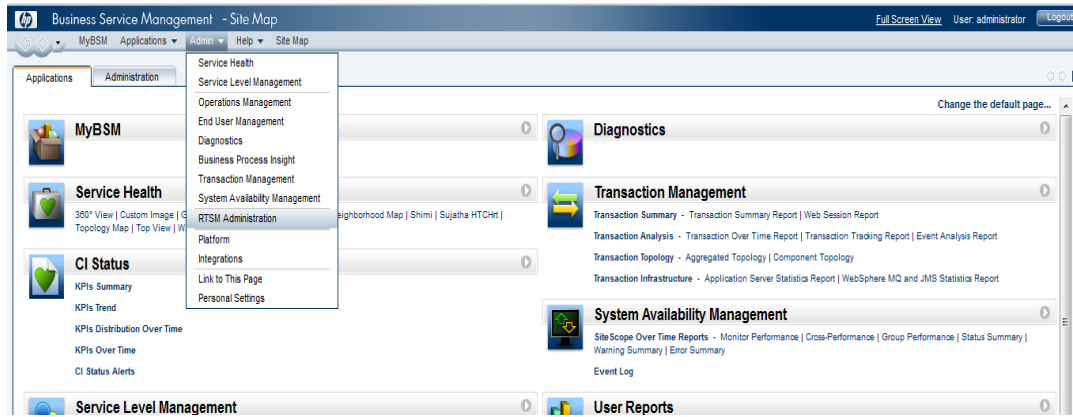 hp Business Service Management - Site Map
Full Screen View User: administrator Logout
MyBSM Applications Admin Help Site Map
Applications Administration
Service Health
Service Level Management
Operations Management
End User Management
Diagnostics
Business Process Insight
Transaction Management
System Availability Management
RTSM Administration
Platform
Integrations
Link to This Page
Personal Settings
Change the default page...
MyBSM
Service Health
360° View | Custom Image | G
eighborhood Map | Shimi | Sujatha HTCHrt |
Topology Map | Top View | W
CI Status
KPIs Summary
KPIs Trend
KPIs Distribution Over Time
KPIs Over Time
CI Status Alerts
Service Level Management
Diagnostics
Transaction Management
Transaction Summary - Transaction Summary Report | Web Session Report
Transaction Analysis - Transaction Over Time Report | Transaction Tracking Report | Event Analysis Report
Transaction Topology - Aggregated Topology | Component Topology
Transaction Infrastructure - Application Server Statistics Report | WebSphere MQ and JMS Statistics Report
System Availability Management
SiteScope Over Time Reports - Monitor Performance | Cross-Performance | Group Performance | Status Summary |
Warning Summary | Error Summary
Event Log
User Reports